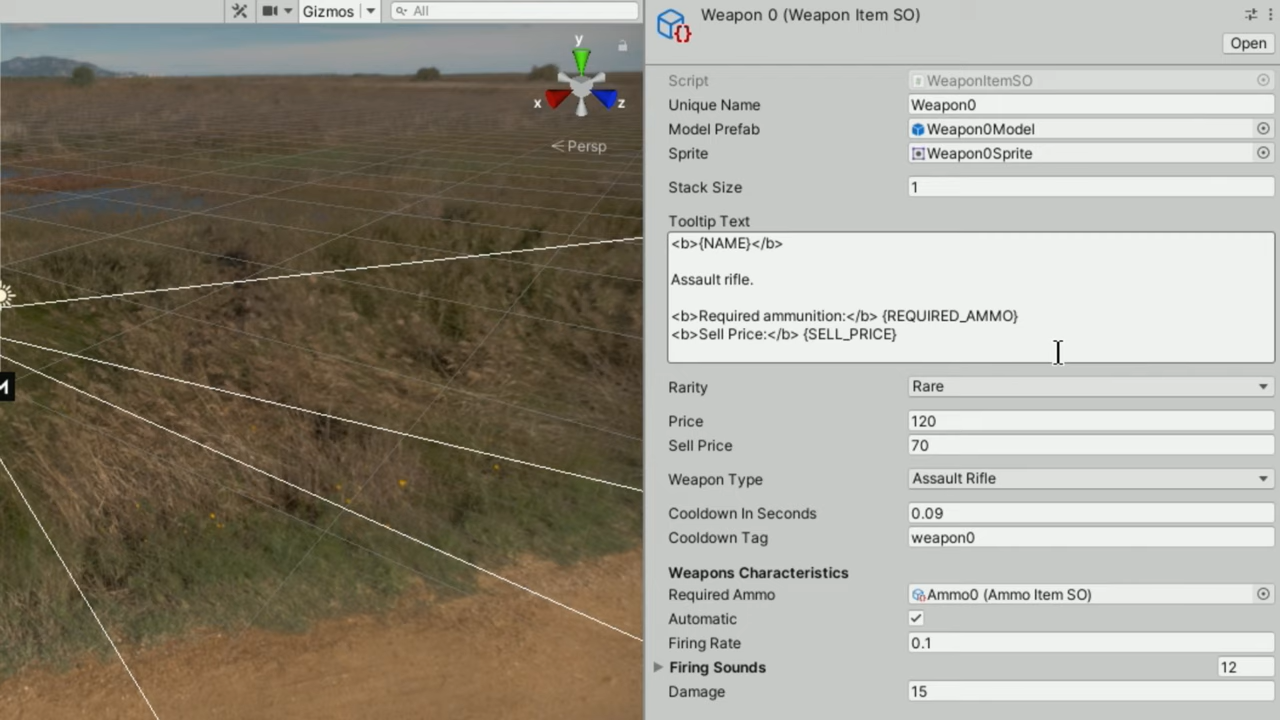 Gizmos
All
y
x
z
Persp
M
Weapon 0 (Weapon Item SO)
Open
Script WeaponItemSO
Unique Name Weapon0
Model Prefab Weapon0Model
Sprite Weapon0Sprite
Stack Size 1
Tooltip Text
<b>{NAME}</b>
Assault rifle.
<b>Required ammunition:</b> {REQUIRED_AMMO}
<b>Sell Price:</b> {SELL_PRICE}
Rarity Rare
Price 120
Sell Price 70
Weapon Type Assault Rifle
Cooldown In Seconds 0.09
Cooldown Tag weapon0
Weapons Characteristics
Required Ammo Ammo0 (Ammo Item SO)
Automatic
Firing Rate 0.1
Firing Sounds 12
Damage 15